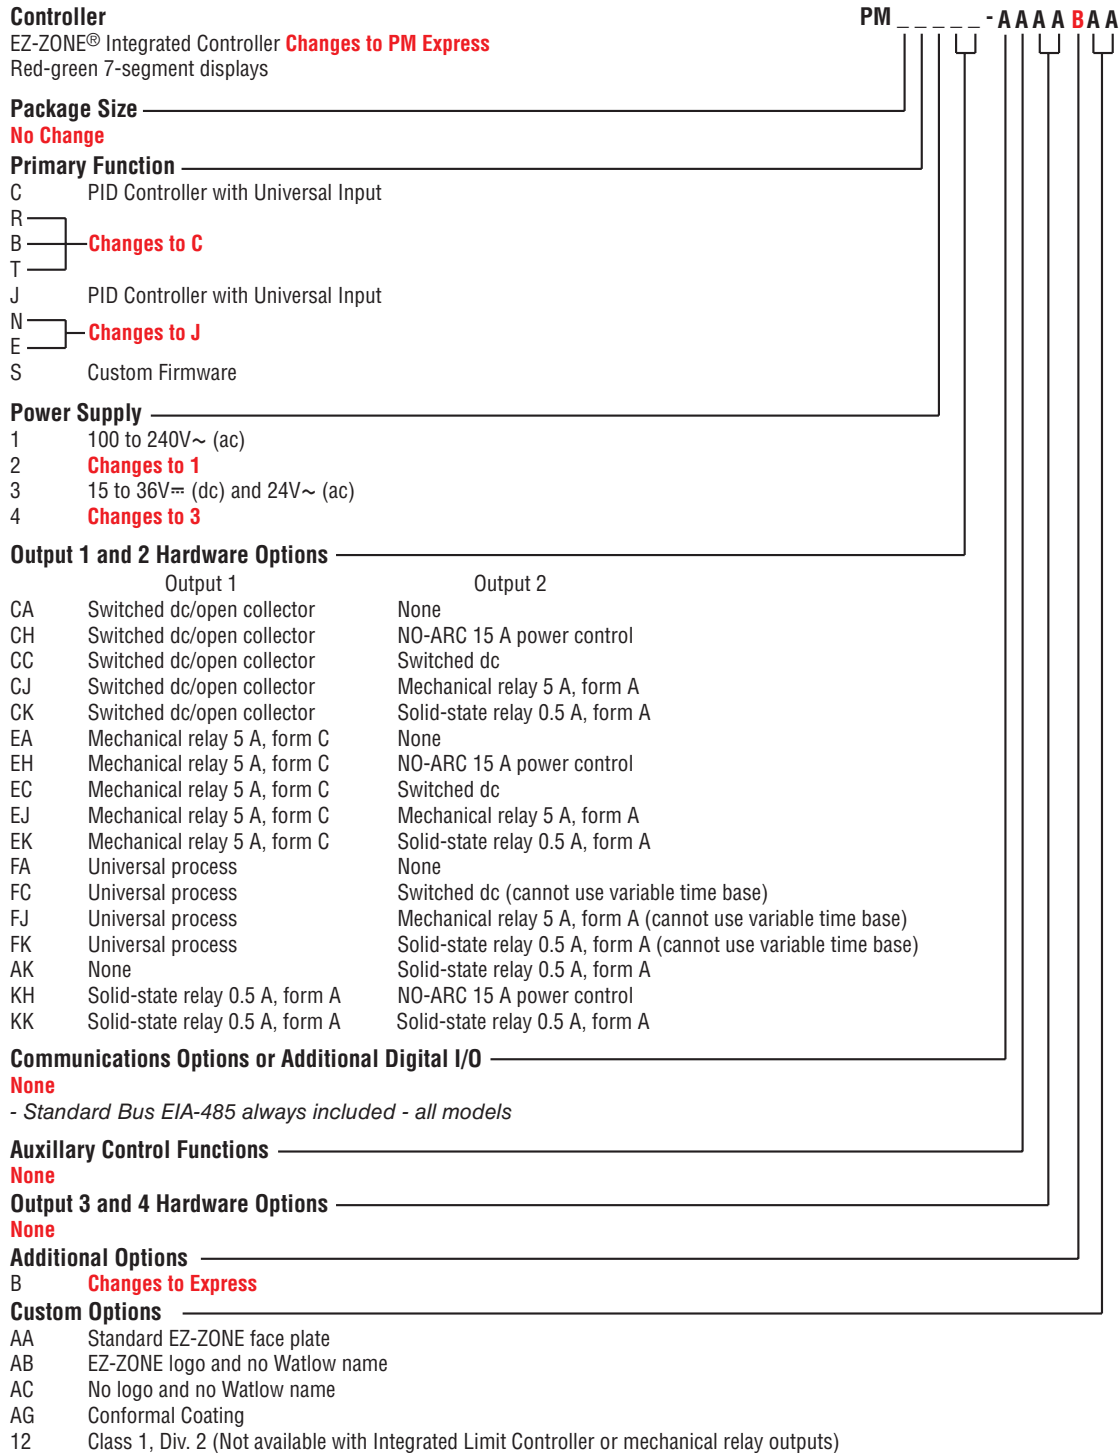 Controller PM _ _ _ _ _ - A A A A B A A
EZ-ZONE® Integrated Controller Changes to PM Express
Red-green 7-segment displays
Package Size
No Change
Primary Function
C PID Controller with Universal Input
R
B Changes to C
T
J PID Controller with Universal Input
N
Changes to J
E
S Custom Firmware
Power Supply
1 100 to 240V~ (ac)
2 Changes to 1
3 15 to 36V⎓ (dc) and 24V~ (ac)
4 Changes to 3
Output 1 and 2 Hardware Options
Output 1 Output 2
CA Switched dc/open collector None
CH Switched dc/open collector NO-ARC 15 A power control
CC Switched dc/open collector Switched dc
CJ Switched dc/open collector Mechanical relay 5 A, form A
CK Switched dc/open collector Solid-state relay 0.5 A, form A
EA Mechanical relay 5 A, form C None
EH Mechanical relay 5 A, form C NO-ARC 15 A power control
EC Mechanical relay 5 A, form C Switched dc
EJ Mechanical relay 5 A, form C Mechanical relay 5 A, form A
EK Mechanical relay 5 A, form C Solid-state relay 0.5 A, form A
FA Universal process None
FC Universal process Switched dc (cannot use variable time base)
FJ Universal process Mechanical relay 5 A, form A (cannot use variable time base)
FK Universal process Solid-state relay 0.5 A, form A (cannot use variable time base)
AK None Solid-state relay 0.5 A, form A
KH Solid-state relay 0.5 A, form A NO-ARC 15 A power control
KK Solid-state relay 0.5 A, form A Solid-state relay 0.5 A, form A
Communications Options or Additional Digital I/O
None
- Standard Bus EIA-485 always included - all models
Auxillary Control Functions
None
Output 3 and 4 Hardware Options
None
Additional Options
B Changes to Express
Custom Options
AA Standard EZ-ZONE face plate
AB EZ-ZONE logo and no Watlow name
AC No logo and no Watlow name
AG Conformal Coating
12 Class 1, Div. 2 (Not available with Integrated Limit Controller or mechanical relay outputs)